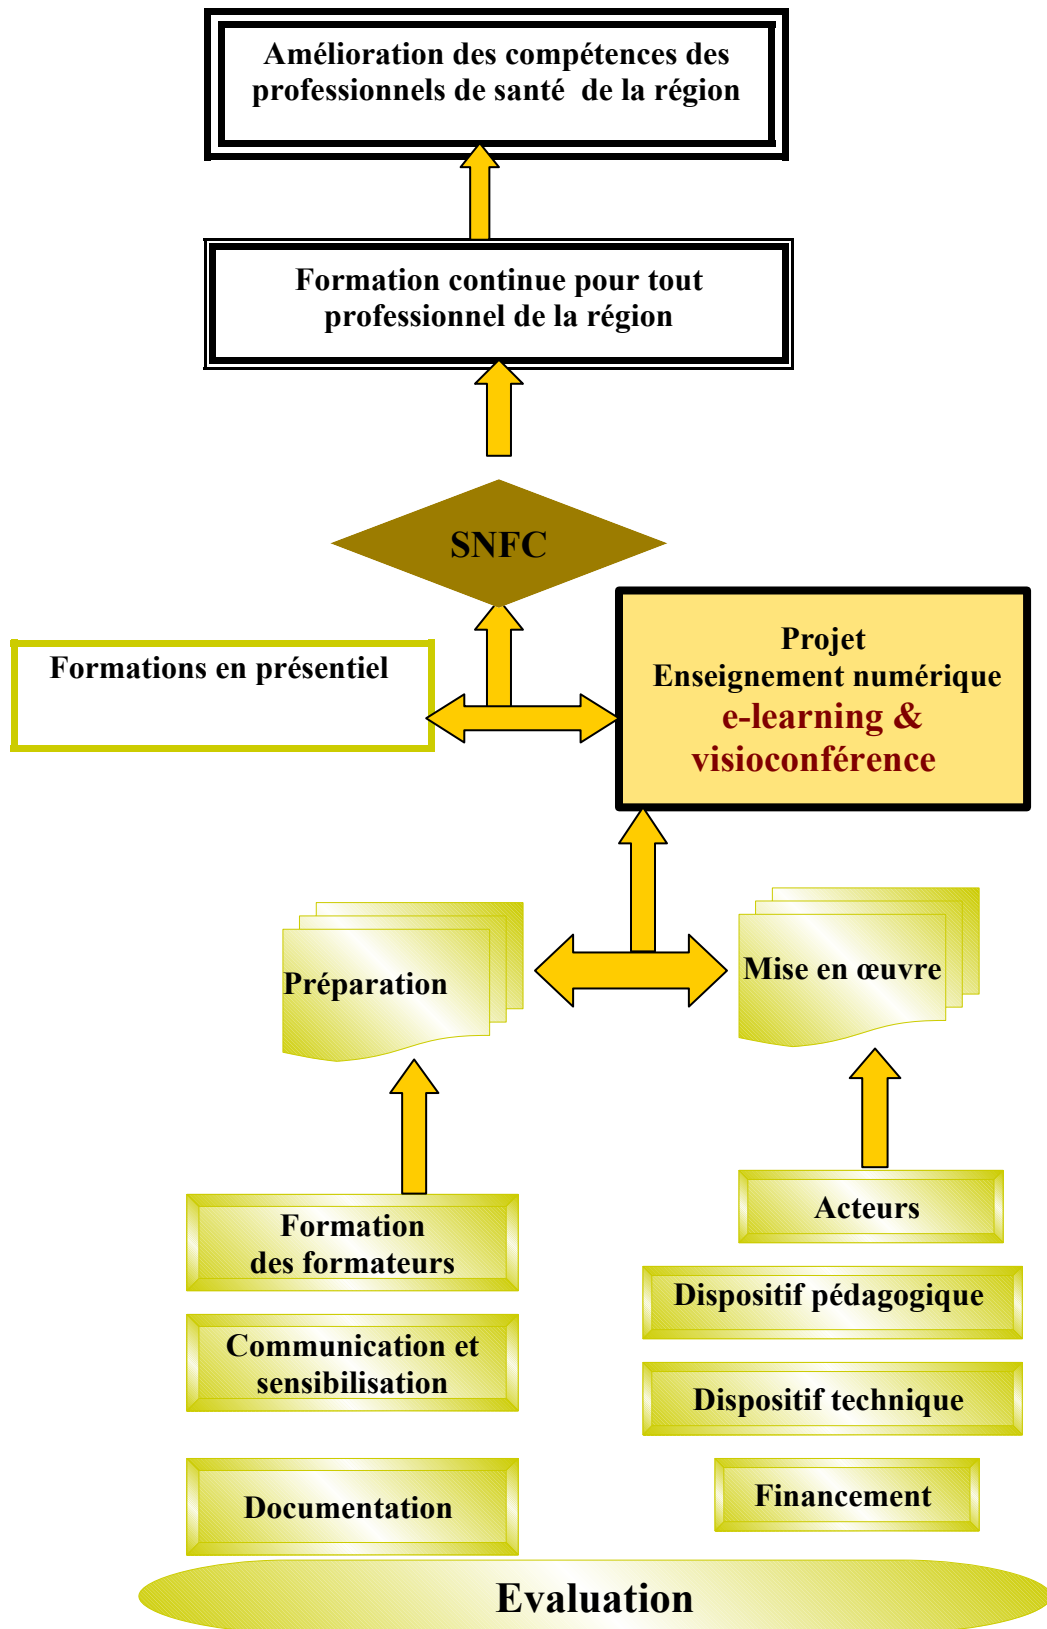 Amélioration des compétences des
professionnels de santé de la région
Formation continue pour tout
professionnel de la région
SNFC
Formations en présentiel
Projet
Enseignement numérique
e-learning &
visioconférence
Préparation
Mise en œuvre
Formation
des formateurs
Communication et
sensibilisation
Documentation
Acteurs
Dispositif pédagogique
Dispositif technique
Financement
Evaluation